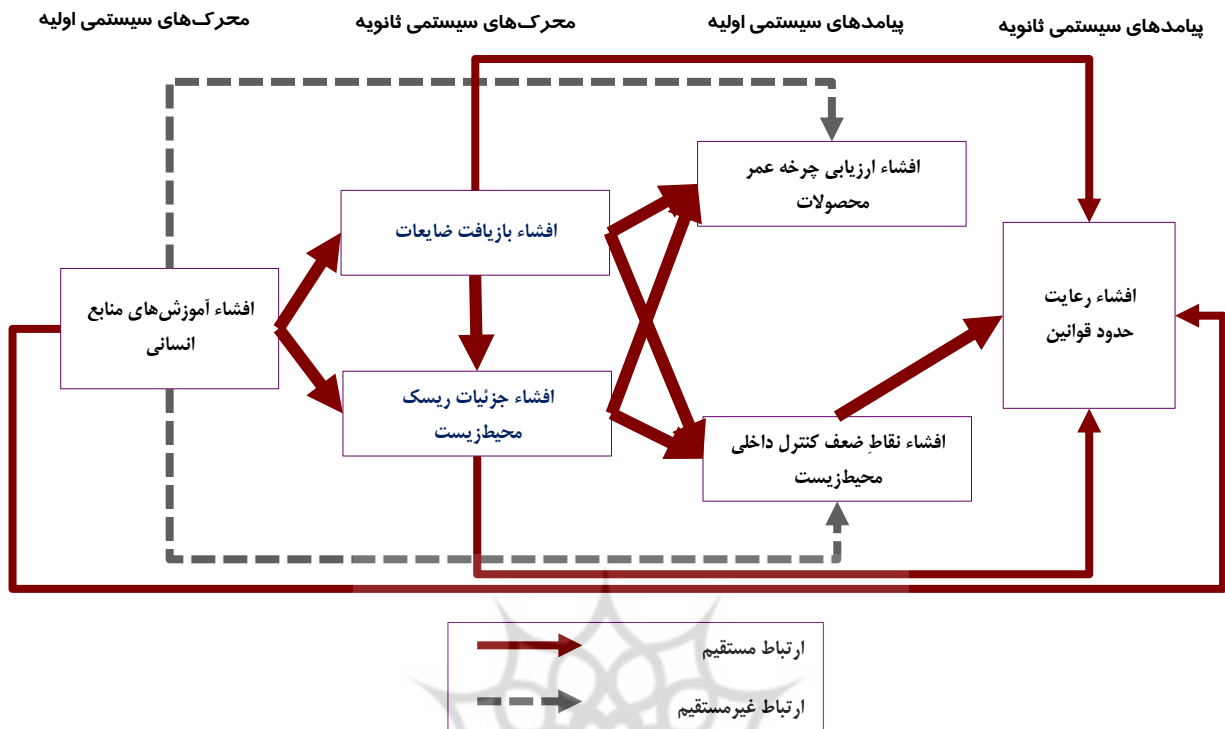 پیامدهای سیستمی ثانویه
پیامدهای سیستمی اولیه
محرک‌های سیستمی ثانویه
محرک‌های سیستمی اولیه
افشاء ارزیابی چرخه عمر
محصولات
افشاء بازیافت ضایعات
افشاء رعایت
حدود قوانین
افشاء آموزش‌های منابع
انسانی
افشاء جزئیات ریسک
محیط‌زیست
افشاء نقاطِ ضعف کنترل داخلی
محیط‌زیست
ارتباط مستقیم
ارتباط غیرمستقیم